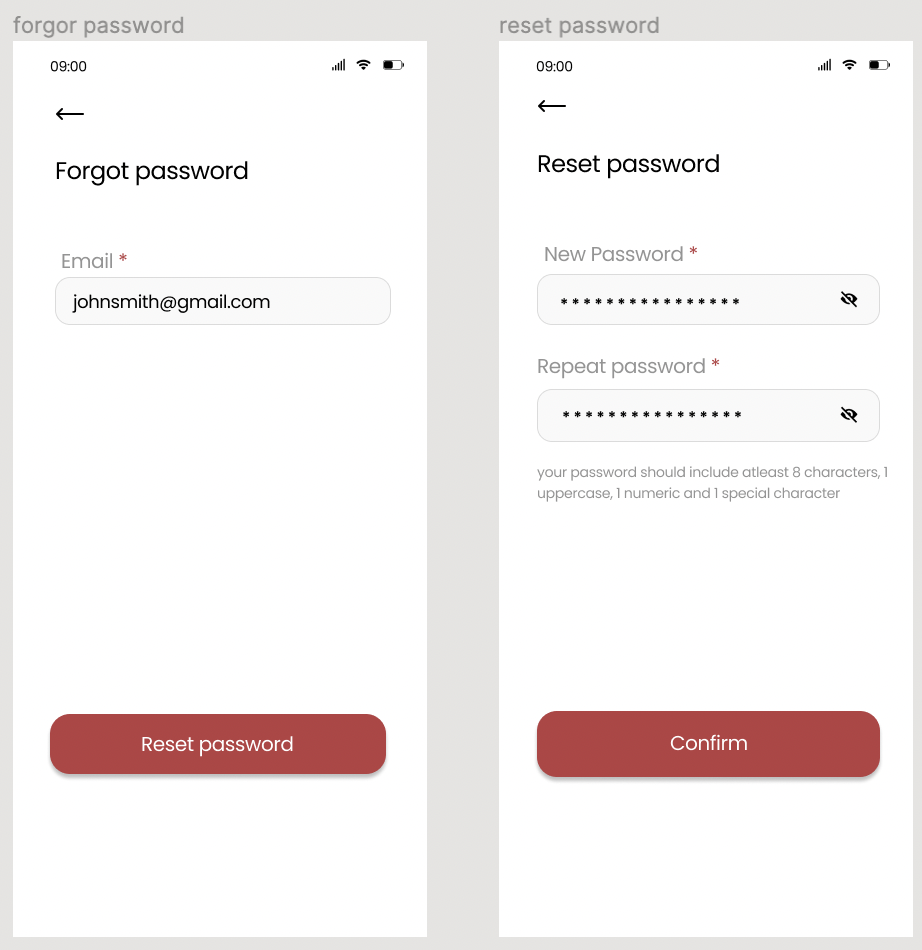 forgor password
09:00
Forgot password
Email *
johnsmith@gmail.com
Reset password
reset password
09:00
Reset password
New Password *
****************
Repeat password *
****************
your password should include atleast 8 characters, 1
uppercase, 1 numeric and 1 special character
Confirm